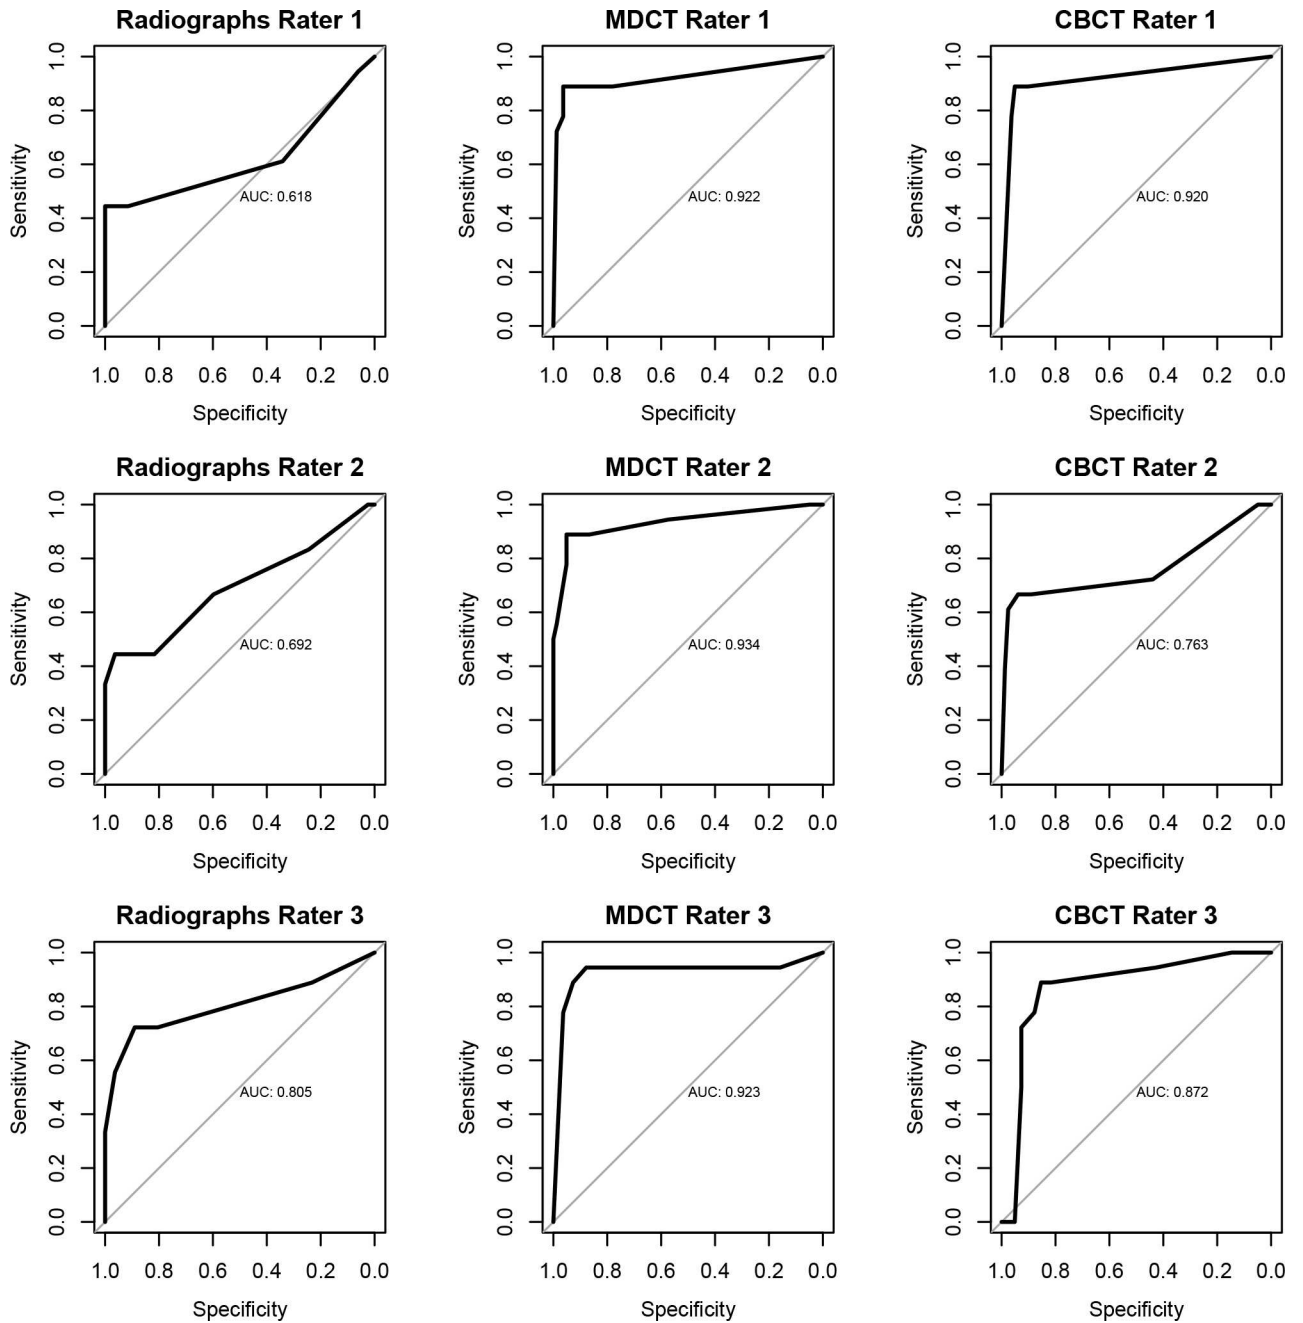 Radiographs Rater 1
MDCT Rater 1
CBCT Rater 1
Sensitivity
0.0 0.2 0.4 0.6 0.8 1.0
AUC: 0.618
1.0 0.8 0.6 0.4 0.2 0.0
Specificity
Sensitivity
0.0 0.2 0.4 0.6 0.8 1.0
AUC: 0.922
1.0 0.8 0.6 0.4 0.2 0.0
Specificity
Sensitivity
0.0 0.2 0.4 0.6 0.8 1.0
AUC: 0.920
1.0 0.8 0.6 0.4 0.2 0.0
Specificity
Radiographs Rater 2
MDCT Rater 2
CBCT Rater 2
Sensitivity
0.0 0.2 0.4 0.6 0.8 1.0
AUC: 0.692
1.0 0.8 0.6 0.4 0.2 0.0
Specificity
Sensitivity
0.0 0.2 0.4 0.6 0.8 1.0
AUC: 0.934
1.0 0.8 0.6 0.4 0.2 0.0
Specificity
Sensitivity
0.0 0.2 0.4 0.6 0.8 1.0
AUC: 0.763
1.0 0.8 0.6 0.4 0.2 0.0
Specificity
Radiographs Rater 3
MDCT Rater 3
CBCT Rater 3
Sensitivity
0.0 0.2 0.4 0.6 0.8 1.0
AUC: 0.805
1.0 0.8 0.6 0.4 0.2 0.0
Specificity
Sensitivity
0.0 0.2 0.4 0.6 0.8 1.0
AUC: 0.923
1.0 0.8 0.6 0.4 0.2 0.0
Specificity
Sensitivity
0.0 0.2 0.4 0.6 0.8 1.0
AUC: 0.872
1.0 0.8 0.6 0.4 0.2 0.0
Specificity